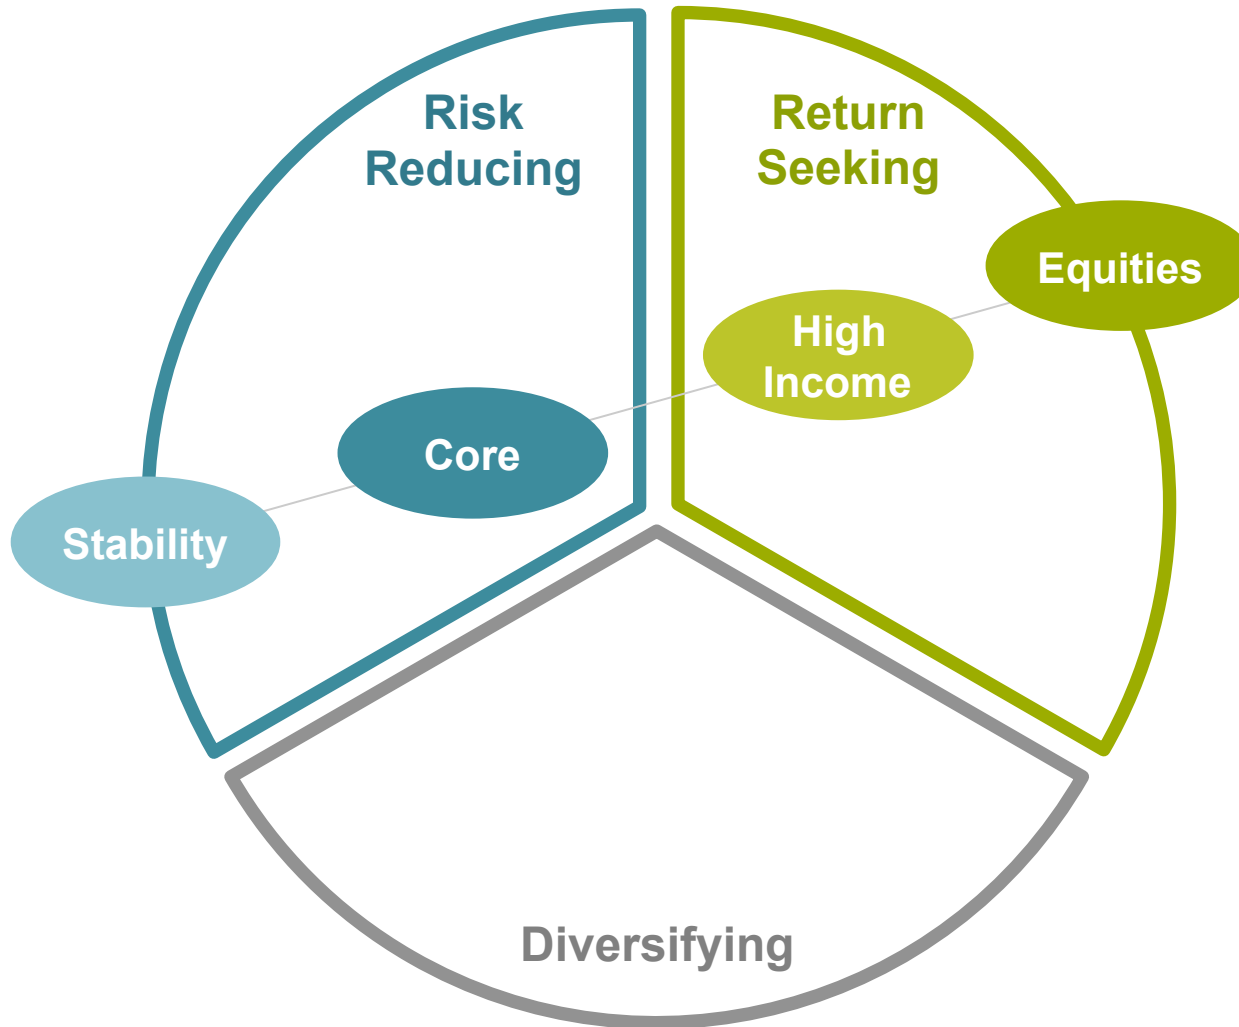 Risk
Reducing
Return
Seeking
Equities
High
Income
Core
Stability
Diversifying